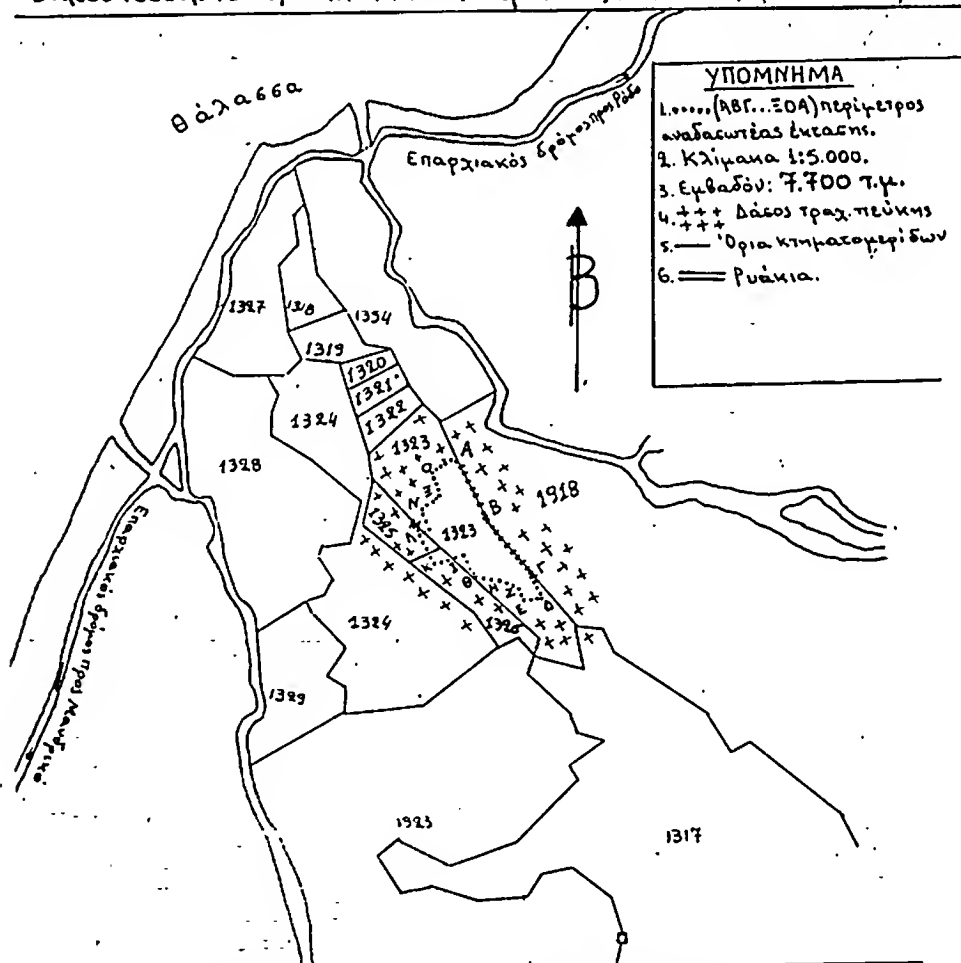 Θάλασσα
Επαρχιακός δρόμος προς Ρόδο
ΥΠΟΜΝΗΜΑ
1......(ΑΒΓ...ΞΟΑ) περίμετρος
αναδασωτέας έκτασης.
2. Κλίμακα 1:5.000.
3. Εμβαδόν: 7.700 τ.μ.
4. +++ Δάσος τραχ. πεύκης
5. — Όρια κτηματομερίδων
6. == Ρυάκια.
Β
1327
1318
1354
1319
1320
1321
1322
1324
1323
Α
Ο
Ξ
Ν
1328
Β
1918
1325
1323
Μ
Λ
Κ
Ι
Θ
Η
Ζ
Ε
Γ
Δ
1324
1326
1329
Επαρχιακός δρόμος προς Μανδρικό
1923
1317